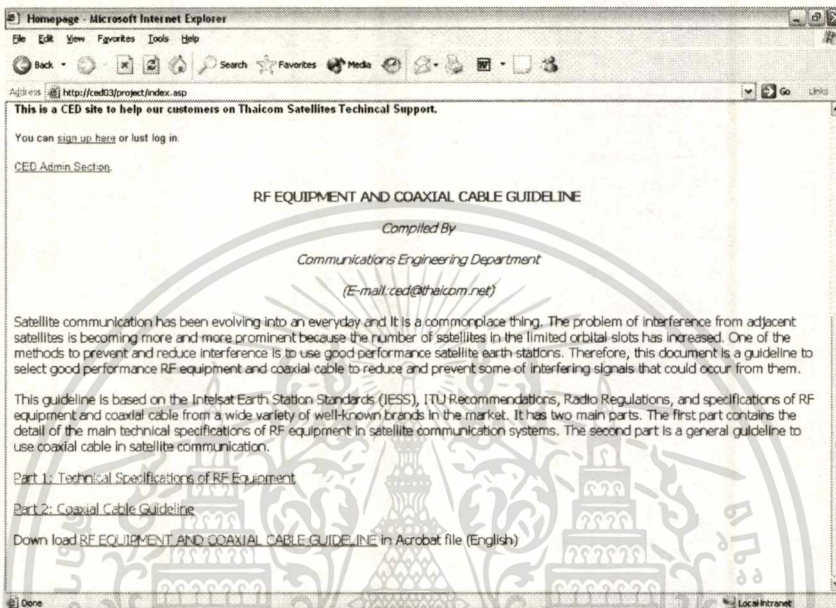 Homepage - Microsoft Internet Explorer
File Edit View Favorites Tools Help
Back Search Favorites Media
Address http://ced03/project/index.asp Go Links
This is a CED site to help our customers on Thaicom Satellites Techincal Support.
You can sign up here or lust log in.
CED Admin Section.
RF EQUIPMENT AND COAXIAL CABLE GUIDELINE
Compiled By
Communications Engineering Department
(E-mail:ced@thaicom.net)
Satellite communication has been evolving into an everyday and it is a commonplace thing. The problem of interference from adjacent
satellites is becoming more and more prominent because the number of satellites in the limited orbital slots has increased. One of the
methods to prevent and reduce interference is to use good performance satellite earth stations. Therefore, this document is a guideline to
select good performance RF equipment and coaxial cable to reduce and prevent some of interfering signals that could occur from them.
This guideline is based on the Intelsat Earth Station Standards (IESS), ITU Recommendations, Radio Regulations, and specifications of RF
equipment and coaxial cable from a wide variety of well-known brands in the market. It has two main parts. The first part contains the
detail of the main technical specifications of RF equipment in satellite communication systems. The second part is a general guideline to
use coaxial cable in satellite communication.
Part 1: Technical Specifications of RF Equipment
Part 2: Coaxial Cable Guideline
Down load RF EQUIPMENT AND COAXIAL CABLE GUIDELINE in Acrobat file (English)
Done Local intranet